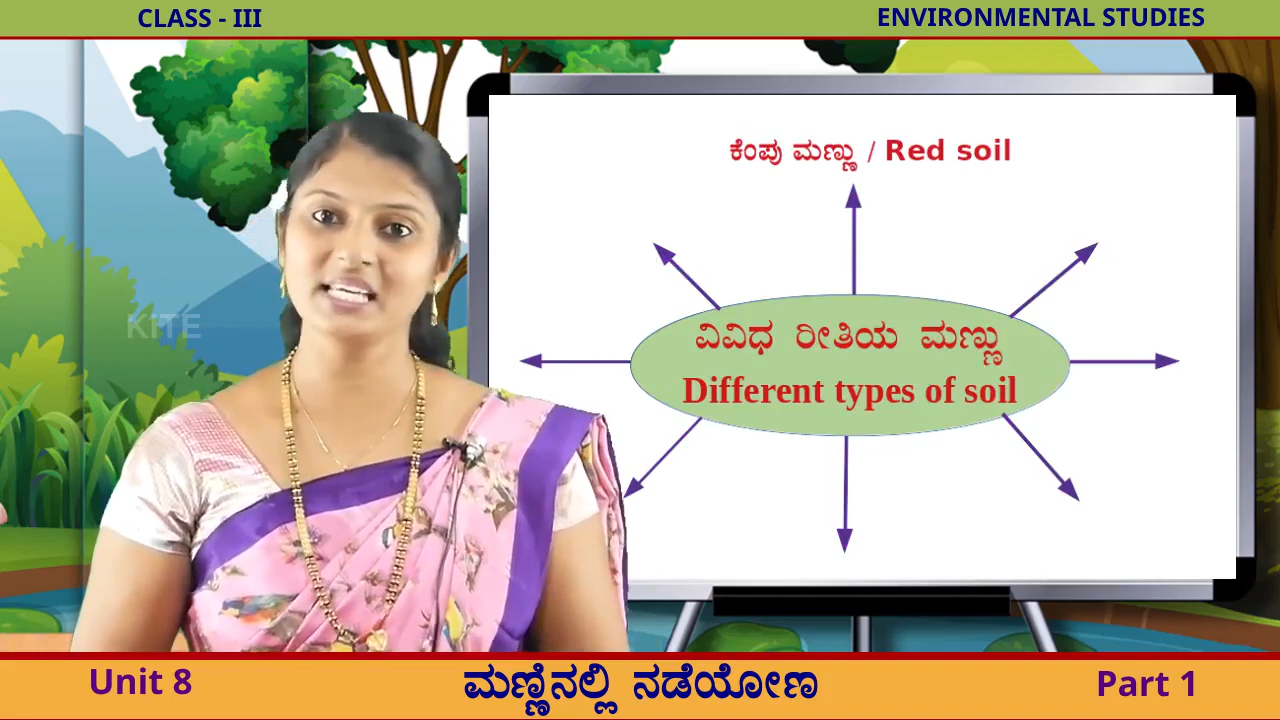 CLASS - III
ENVIRONMENTAL STUDIES
ಕೆಂಪು ಮಣ್ಣು / Red soil
ವಿವಿಧ ರೀತಿಯ ಮಣ್ಣು
Different types of soil
KiTE
Unit 8
ಮಣ್ಣಿನಲ್ಲಿ ನಡೆಯೋಣ
Part 1